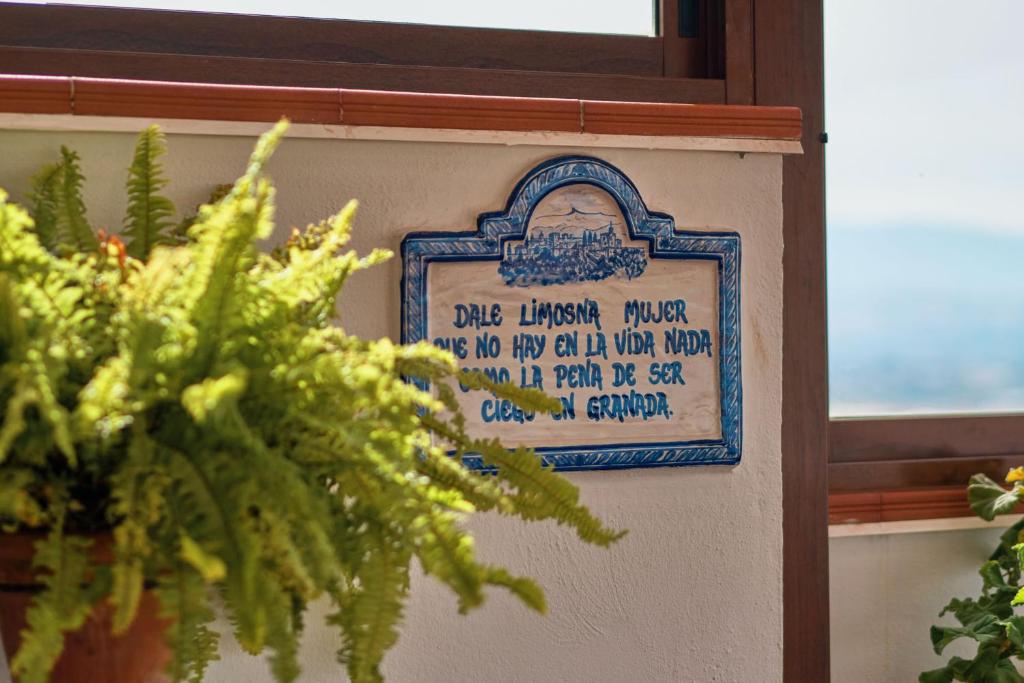 DALE LIMOSNA MUJER
QUE NO HAY EN LA VIDA NADA
COMO LA PENA DE SER
CIEGO EN GRANADA.